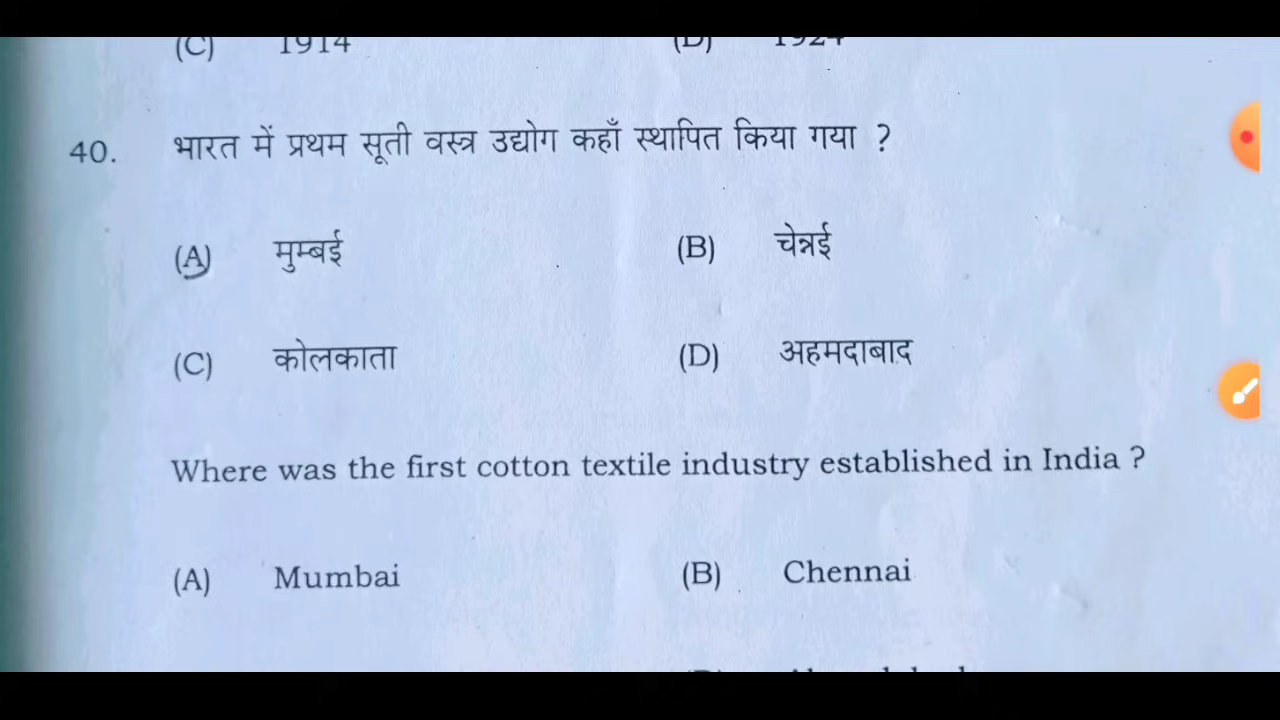 (C) 1914 (D) 1924
40. भारत में प्रथम सूती वस्त्र उद्योग कहाँ स्थापित किया गया ?
(A) मुम्बई (B) चेन्नई
(C) कोलकाता (D) अहमदाबाद
Where was the first cotton textile industry established in India ?
(A) Mumbai (B) Chennai